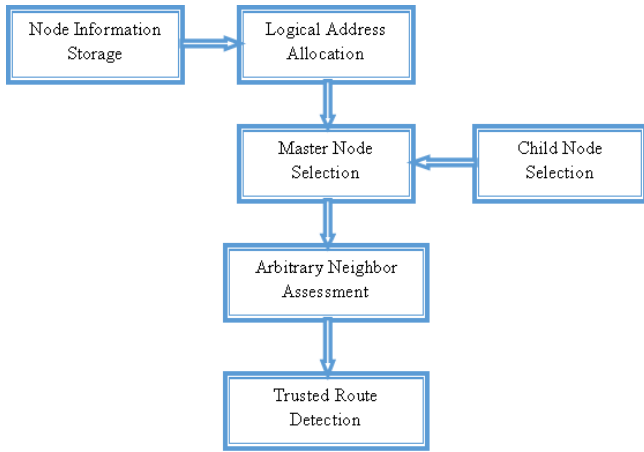 Node Information
Storage
Logical Address
Allocation
Master Node
Selection
Child Node
Selection
Arbitrary Neighbor
Assessment
Trusted Route
Detection